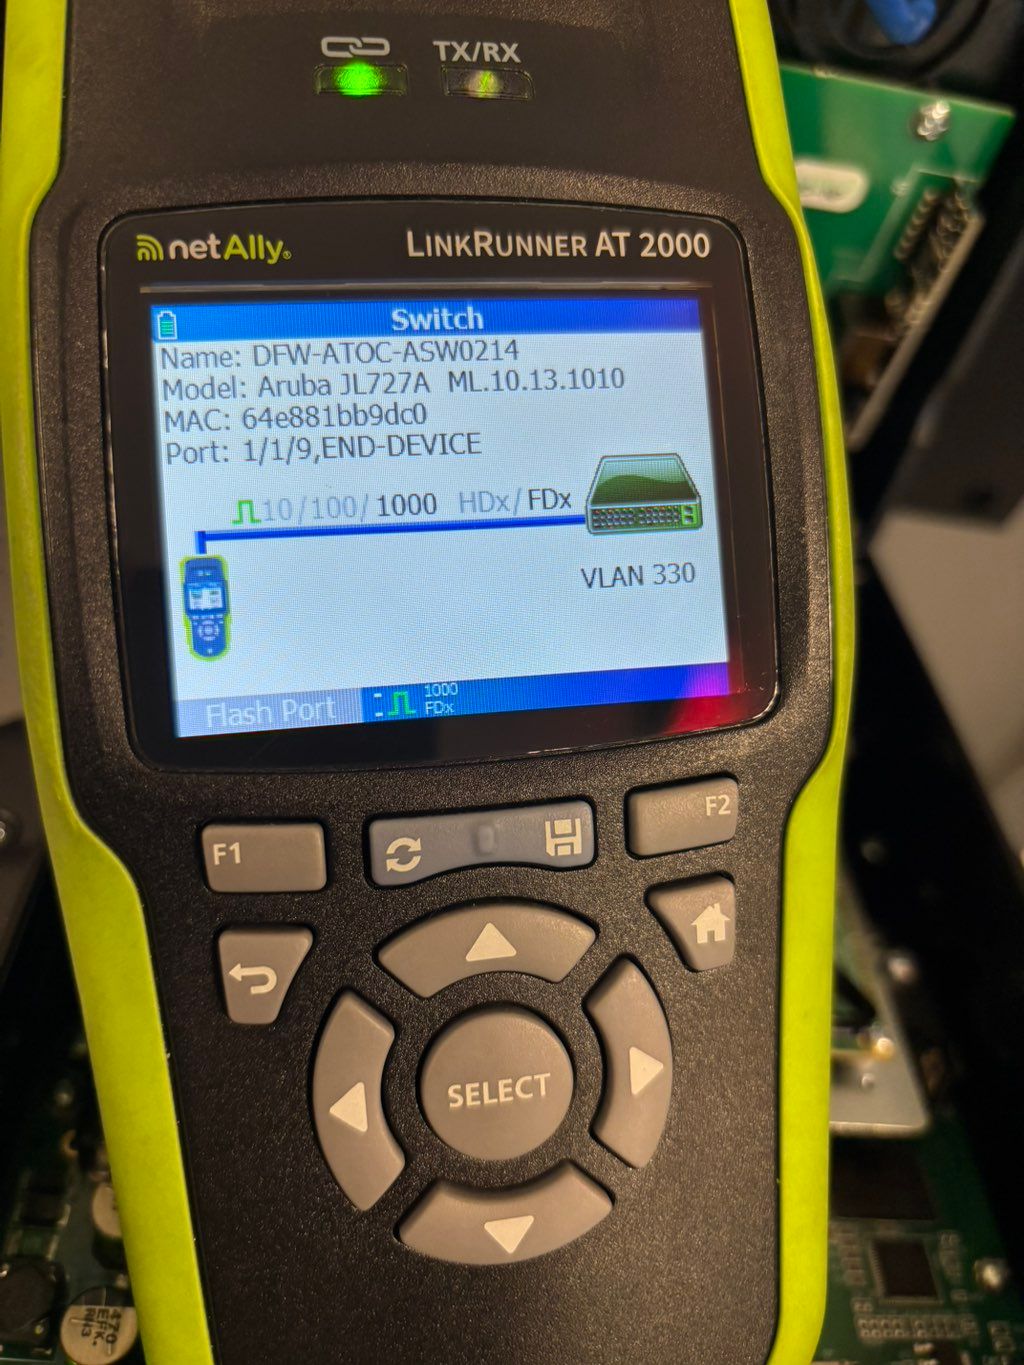 TX/RX
netAlly®
LINKRUNNER AT 2000
Switch
Name: DFW-ATOC-ASW0214
Model: Aruba JL727A ML.10.13.1010
MAC: 64e881bb9dc0
Port: 1/1/9,END-DEVICE
10/100/1000 HDx/FDx
VLAN 330
Flash Port
1000
FDx
F1
F2
SELECT
470
EFK